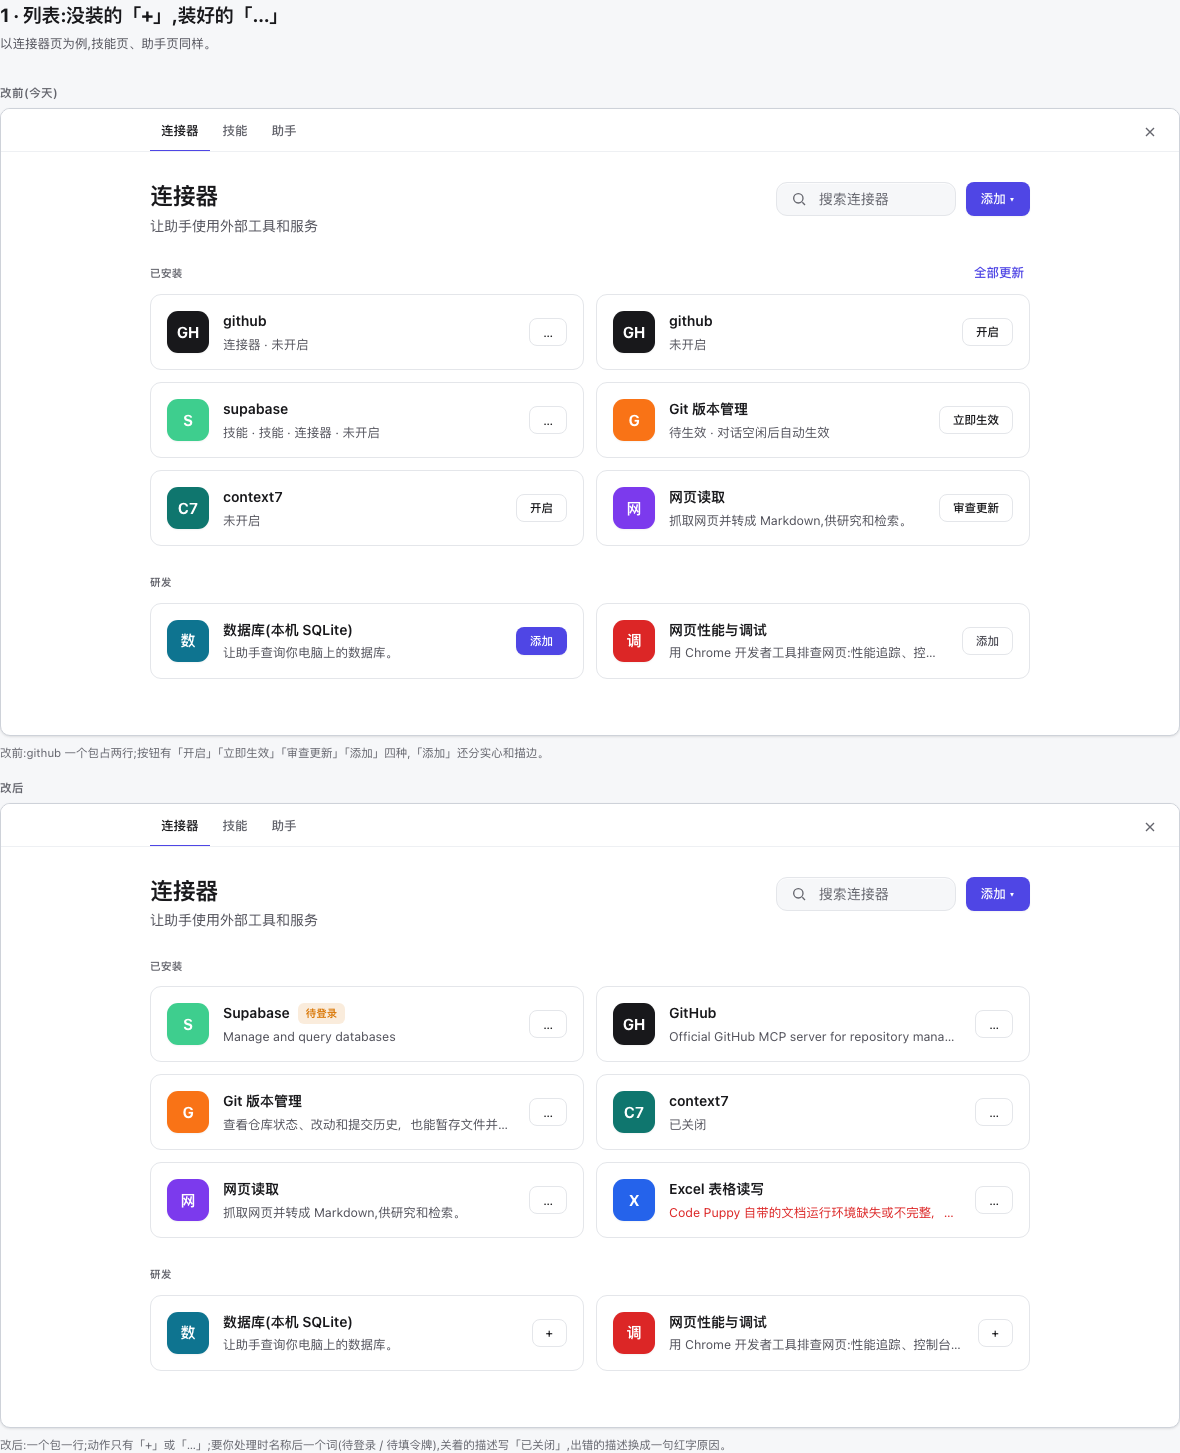 1 · 列表:没装的「+」,装好的「...」
以连接器页为例,技能页、助手页同样。
改前(今天)
连接器 技能 助手 ×
连接器
让助手使用外部工具和服务
搜索连接器
添加 ▾
已安装
全部更新
GH
github
连接器 · 未开启
...
GH
github
未开启
开启
S
supabase
技能 · 技能 · 连接器 · 未开启
...
G
Git 版本管理
待生效 · 对话空闲后自动生效
立即生效
C7
context7
未开启
开启
网
网页读取
抓取网页并转成 Markdown,供研究和检索。
审查更新
研发
数
数据库(本机 SQLite)
让助手查询你电脑上的数据库。
添加
调
网页性能与调试
用 Chrome 开发者工具排查网页:性能追踪、控...
添加
改前:github 一个包占两行;按钮有「开启」「立即生效」「审查更新」「添加」四种,「添加」还分实心和描边。
改后
连接器 技能 助手 ×
连接器
让助手使用外部工具和服务
搜索连接器
添加 ▾
已安装
S
Supabase 待登录
Manage and query databases
...
GH
GitHub
Official GitHub MCP server for repository mana...
...
G
Git 版本管理
查看仓库状态、改动和提交历史，也能暂存文件并...
...
C7
context7
已关闭
...
网
网页读取
抓取网页并转成 Markdown,供研究和检索。
...
X
Excel 表格读写
Code Puppy 自带的文档运行环境缺失或不完整，...
...
研发
数
数据库(本机 SQLite)
让助手查询你电脑上的数据库。
+
调
网页性能与调试
用 Chrome 开发者工具排查网页:性能追踪、控制台...
+
改后:一个包一行;动作只有「+」或「...」;要你处理时名称后一个词(待登录 / 待填令牌),关着的描述写「已关闭」,出错的描述换成一句红字原因。